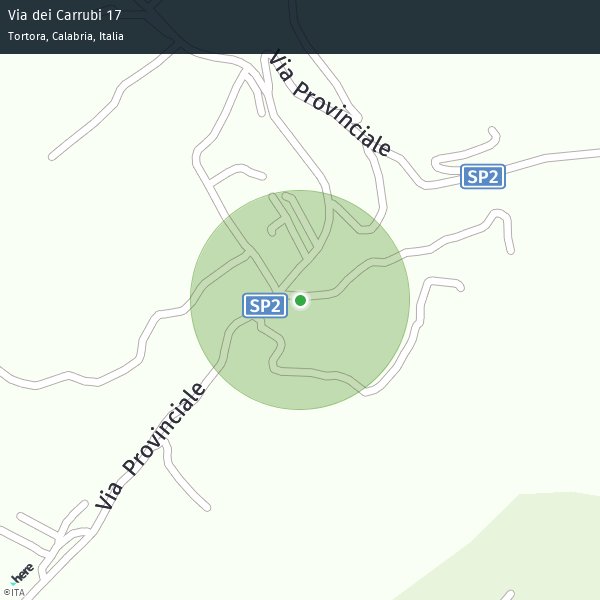 Via dei Carrubi 17
Tortora, Calabria, Italia
Via Provinciale
SP2
SP2
Via Provinciale
here
©ITA